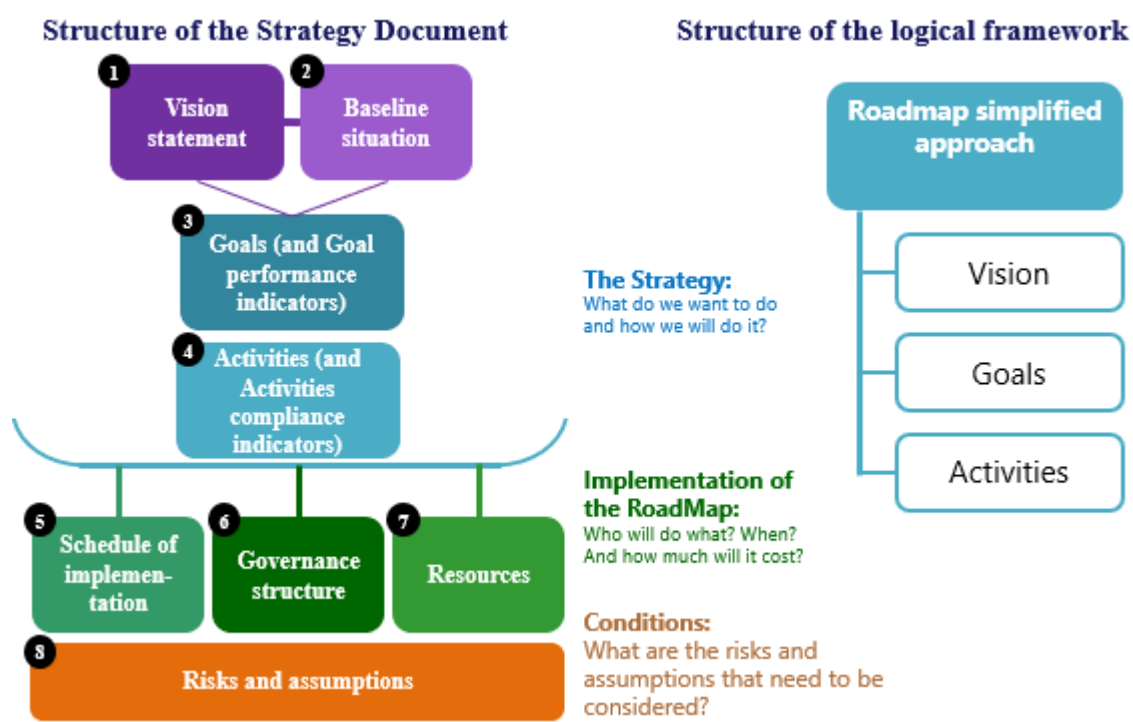 Structure of the Strategy Document
1
Vision
statement
2
Baseline
situation
3
Goals (and Goal
performance
indicators)
4
Activities (and
Activities
compliance
indicators)
5
Schedule of
implemen-
tation
6
Governance
structure
7
Resources
8
Risks and assumptions
The Strategy:
What do we want to do
and how we will do it?
Implementation of
the RoadMap:
Who will do what? When?
And how much will it cost?
Conditions:
What are the risks and
assumptions that need to be
considered?
Structure of the logical framework
Roadmap simplified
approach
Vision
Goals
Activities